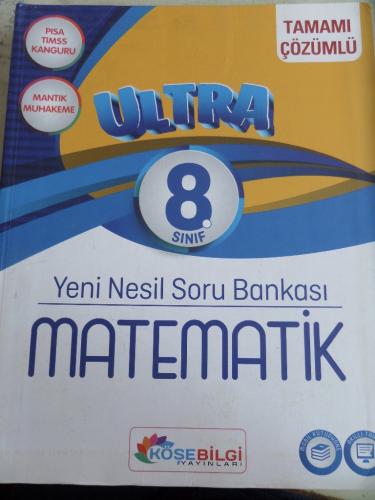 PISA
TIMSS
KANGURU
TAMAMI
ÇÖZÜMLÜ
MANTIK
MUHAKEME
ULTRA
8.
SINIF
Yeni Nesil Soru Bankası
MATEMATİK
KÖSEBİLGİ
YAYINLARI